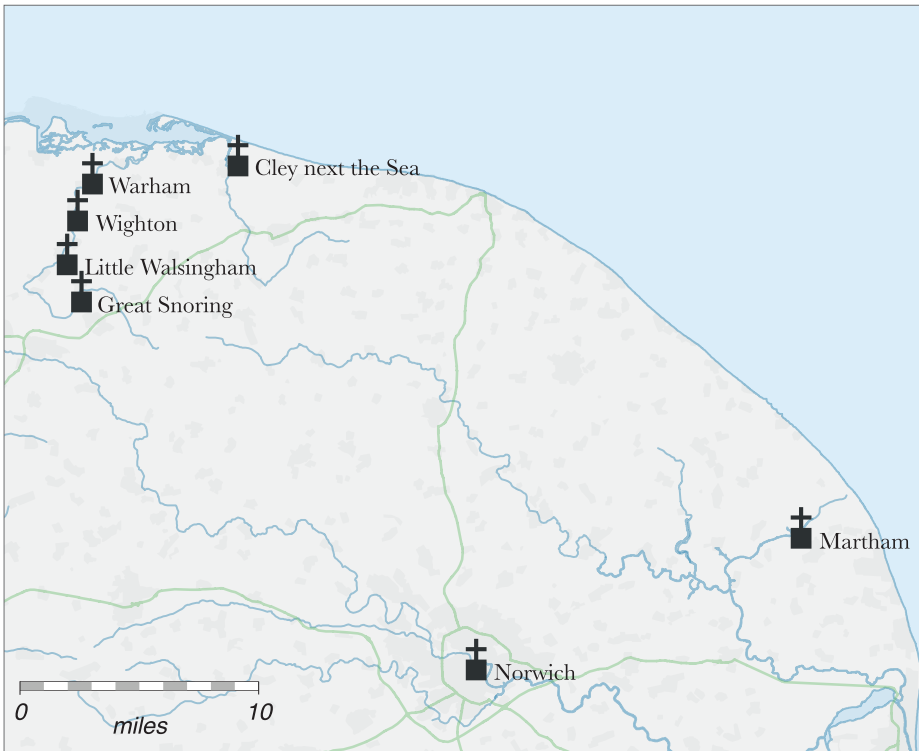 Cley next the Sea
Warham
Wighton
Little Walsingham
Great Snoring
Martham
Norwich
0 10
miles